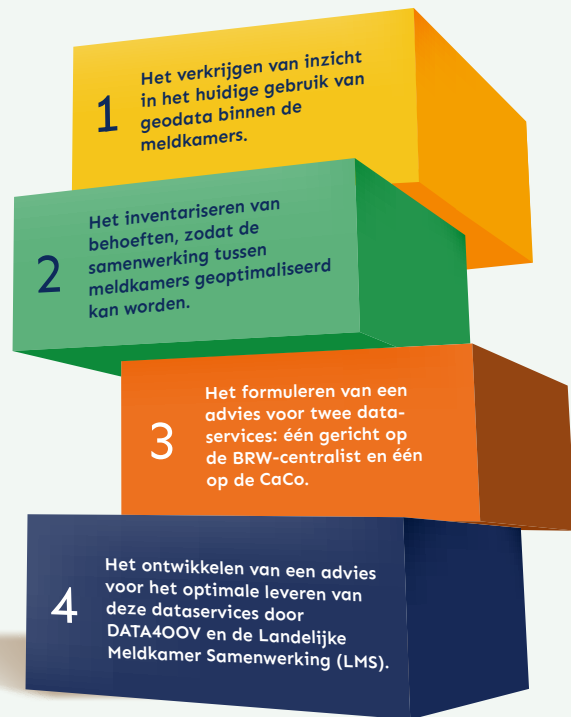 1
Het verkrijgen van inzicht
in het huidige gebruik van
geodata binnen de
meldkamers.
2
Het inventariseren van
behoeften, zodat de
samenwerking tussen
meldkamers geoptimaliseerd
kan worden.
3
Het formuleren van een
advies voor twee data-
services: één gericht op
de BRW-centralist en één
op de CaCo.
4
Het ontwikkelen van een advies
voor het optimale leveren van
deze dataservices door
DATA4OOV en de Landelijke
Meldkamer Samenwerking (LMS).